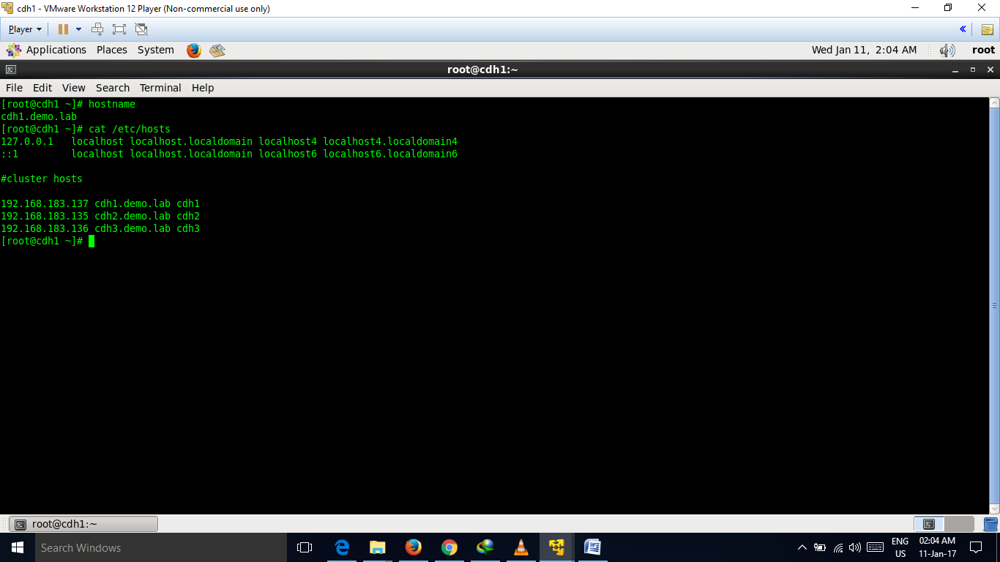 cdh1 - VMware Workstation 12 Player (Non-commercial use only)
Player
Applications Places System Wed Jan 11, 2:04 AM root
root@cdh1:~
File Edit View Search Terminal Help
[root@cdh1 ~]# hostname
cdh1.demo.lab
[root@cdh1 ~]# cat /etc/hosts
127.0.0.1   localhost localhost.localdomain localhost4 localhost4.localdomain4
::1         localhost localhost.localdomain localhost6 localhost6.localdomain6
#cluster hosts
192.168.183.137 cdh1.demo.lab cdh1
192.168.183.135 cdh2.demo.lab cdh2
192.168.183.136 cdh3.demo.lab cdh3
[root@cdh1 ~]#
root@cdh1:~
Search Windows
ENG 02:04 AM
US 11-Jan-17